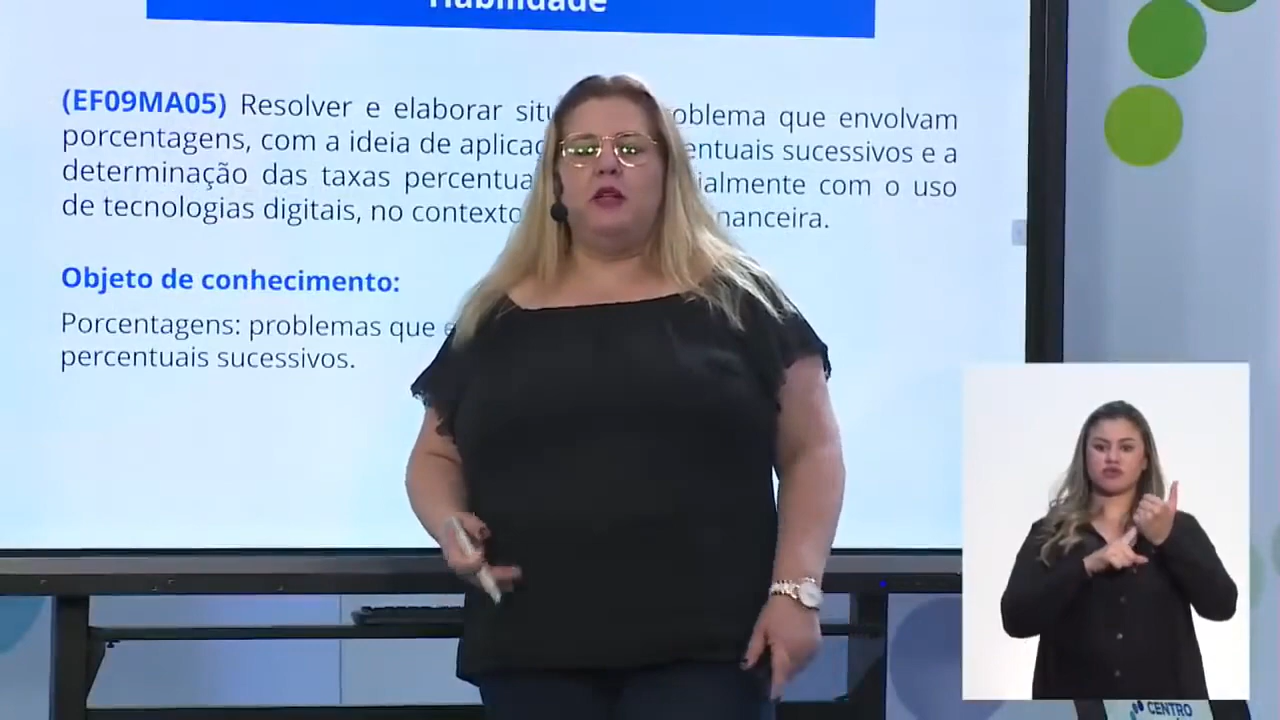 Habilidade
(EF09MA05) Resolver e elaborar situ oblema que envolvam
porcentagens, com a ideia de aplicaç entuais sucessivos e a
determinação das taxas percentua ialmente com o uso
de tecnologias digitais, no contexto nanceira.
Objeto de conhecimento:
Porcentagens: problemas que e
percentuais sucessivos.
CENTRO